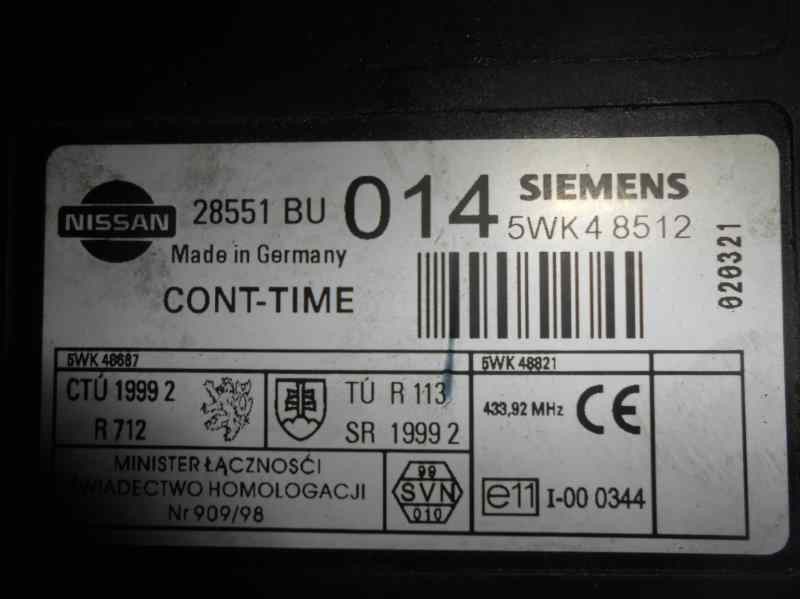 NISSAN 28551 BU 014 SIEMENS
5WK4 8512
Made in Germany
CONT-TIME
020321
5WK 48687
5WK 48821
CTÚ 1999 2
R 712
TÚ R 113
SR 1999 2
433,92 MHz CE
MINISTER ŁĄCZNOŚĆI
ŚWIADECTWO HOMOLOGACJI
Nr 909/98
99
SVN
010
e11 I-00 0344